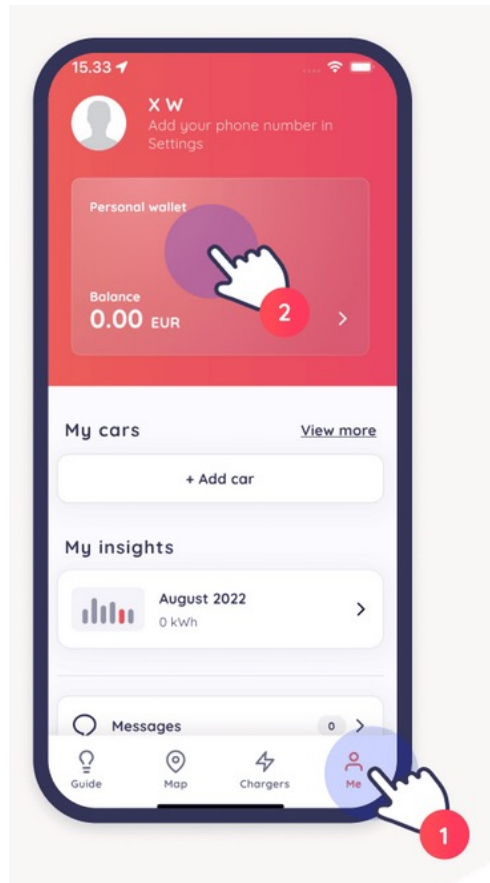 15.33
X W
Add your phone number in
Settings
Personal wallet
Balance
0.00 EUR
2
My cars
View more
+ Add car
My insights
August 2022
0 kWh
Messages
0
Guide
Map
Chargers
Me
1